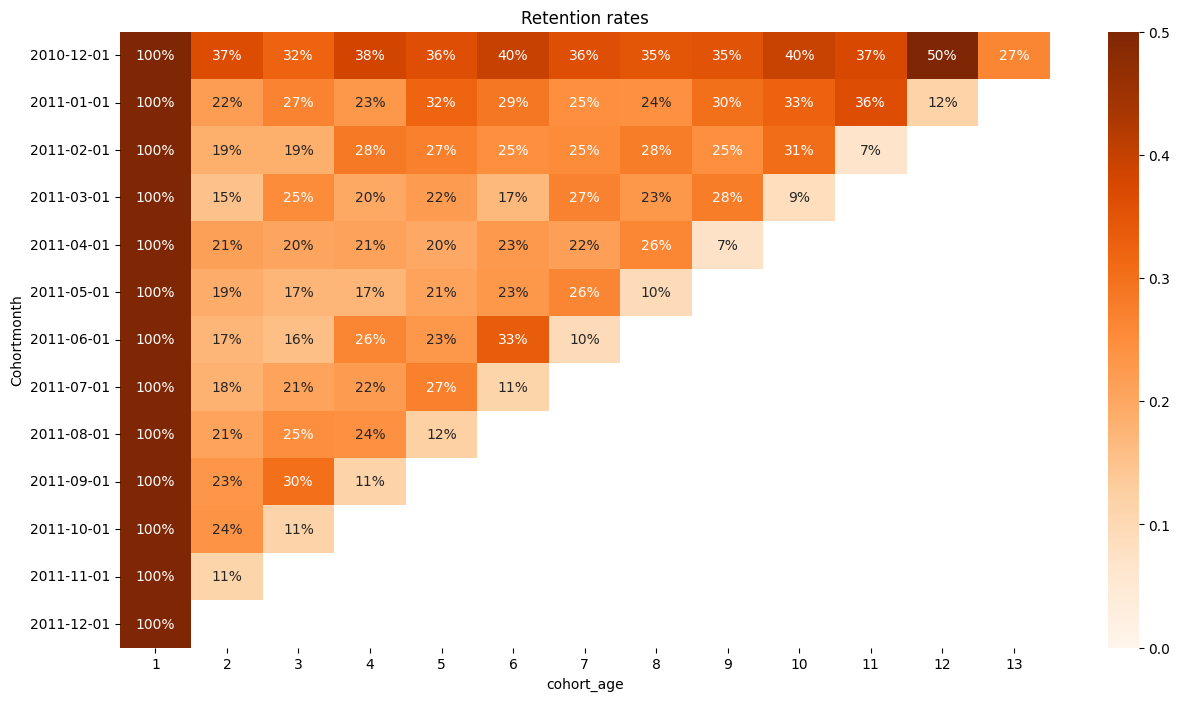 Retention rates
2010-12-01 100% 37% 32% 38% 36% 40% 36% 35% 35% 40% 37% 50% 27%
2011-01-01 100% 22% 27% 23% 32% 29% 25% 24% 30% 33% 36% 12%
2011-02-01 100% 19% 19% 28% 27% 25% 25% 28% 25% 31% 7%
2011-03-01 100% 15% 25% 20% 22% 17% 27% 23% 28% 9%
2011-04-01 100% 21% 20% 21% 20% 23% 22% 26% 7%
2011-05-01 100% 19% 17% 17% 21% 23% 26% 10%
2011-06-01 100% 17% 16% 26% 23% 33% 10%
2011-07-01 100% 18% 21% 22% 27% 11%
2011-08-01 100% 21% 25% 24% 12%
2011-09-01 100% 23% 30% 11%
2011-10-01 100% 24% 11%
2011-11-01 100% 11%
2011-12-01 100%
1 2 3 4 5 6 7 8 9 10 11 12 13
cohort_age
Cohortmonth
0.5
0.4
0.3
0.2
0.1
0.0